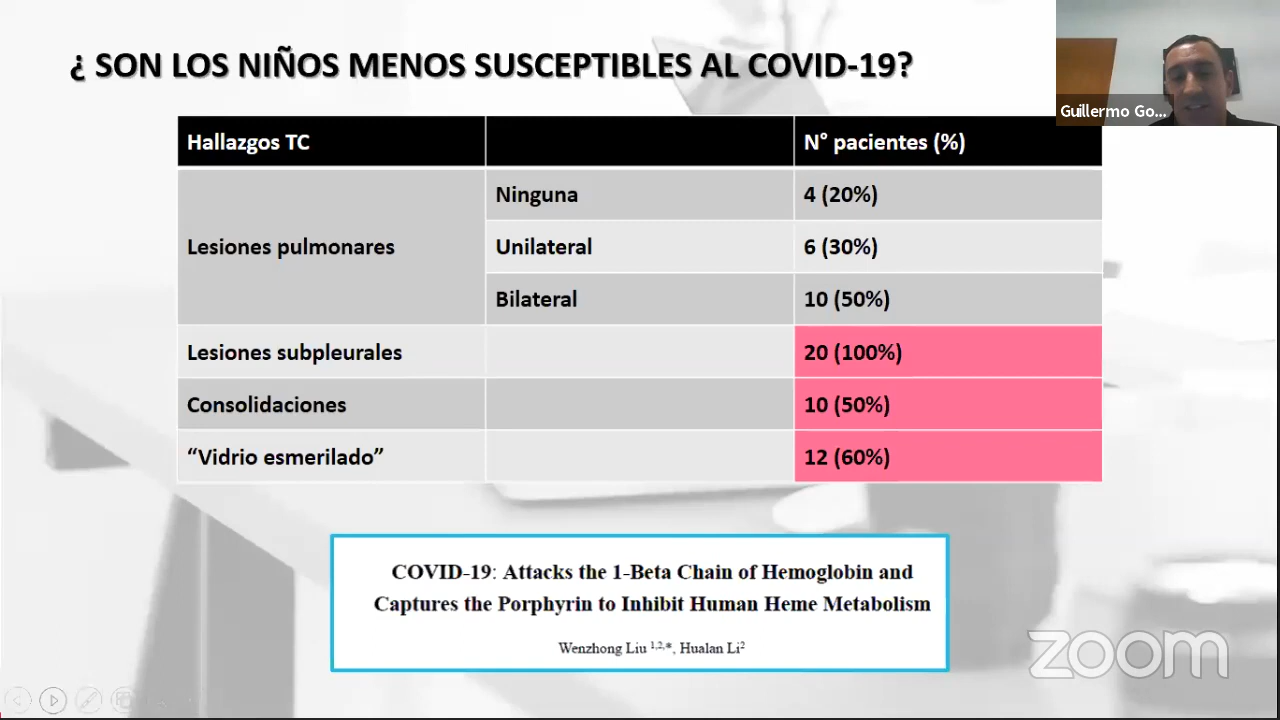 ¿ SON LOS NIÑOS MENOS SUSCEPTIBLES AL COVID-19?
Guillermo Go...
Hallazgos TC N° pacientes (%)
Lesiones pulmonares
Ninguna 4 (20%)
Unilateral 6 (30%)
Bilateral 10 (50%)
Lesiones subpleurales 20 (100%)
Consolidaciones 10 (50%)
“Vidrio esmerilado” 12 (60%)
COVID-19: Attacks the 1-Beta Chain of Hemoglobin and
Captures the Porphyrin to Inhibit Human Heme Metabolism
Wenzhong Liu 1,2,*, Hualan Li2
zoom